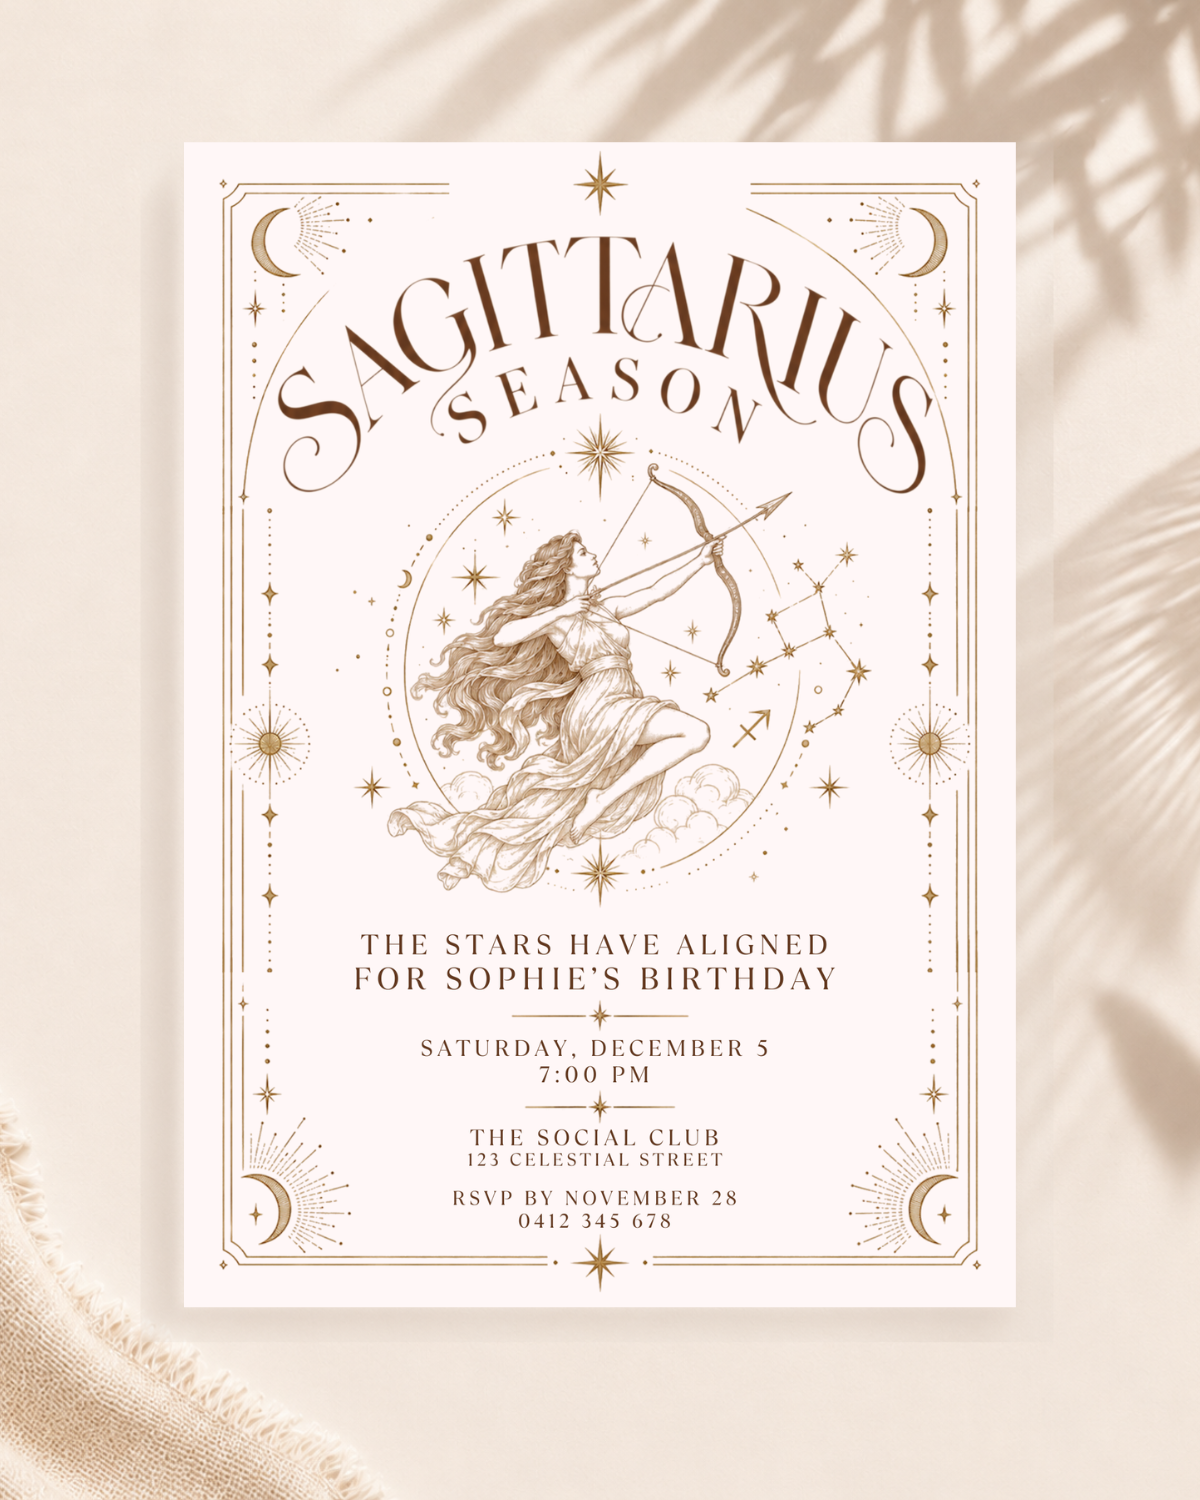 SAGITTARIUS
SEASON
THE STARS HAVE ALIGNED
FOR SOPHIE’S BIRTHDAY
SATURDAY, DECEMBER 5
7:00 PM
THE SOCIAL CLUB
123 CELESTIAL STREET
RSVP BY NOVEMBER 28
0412 345 678